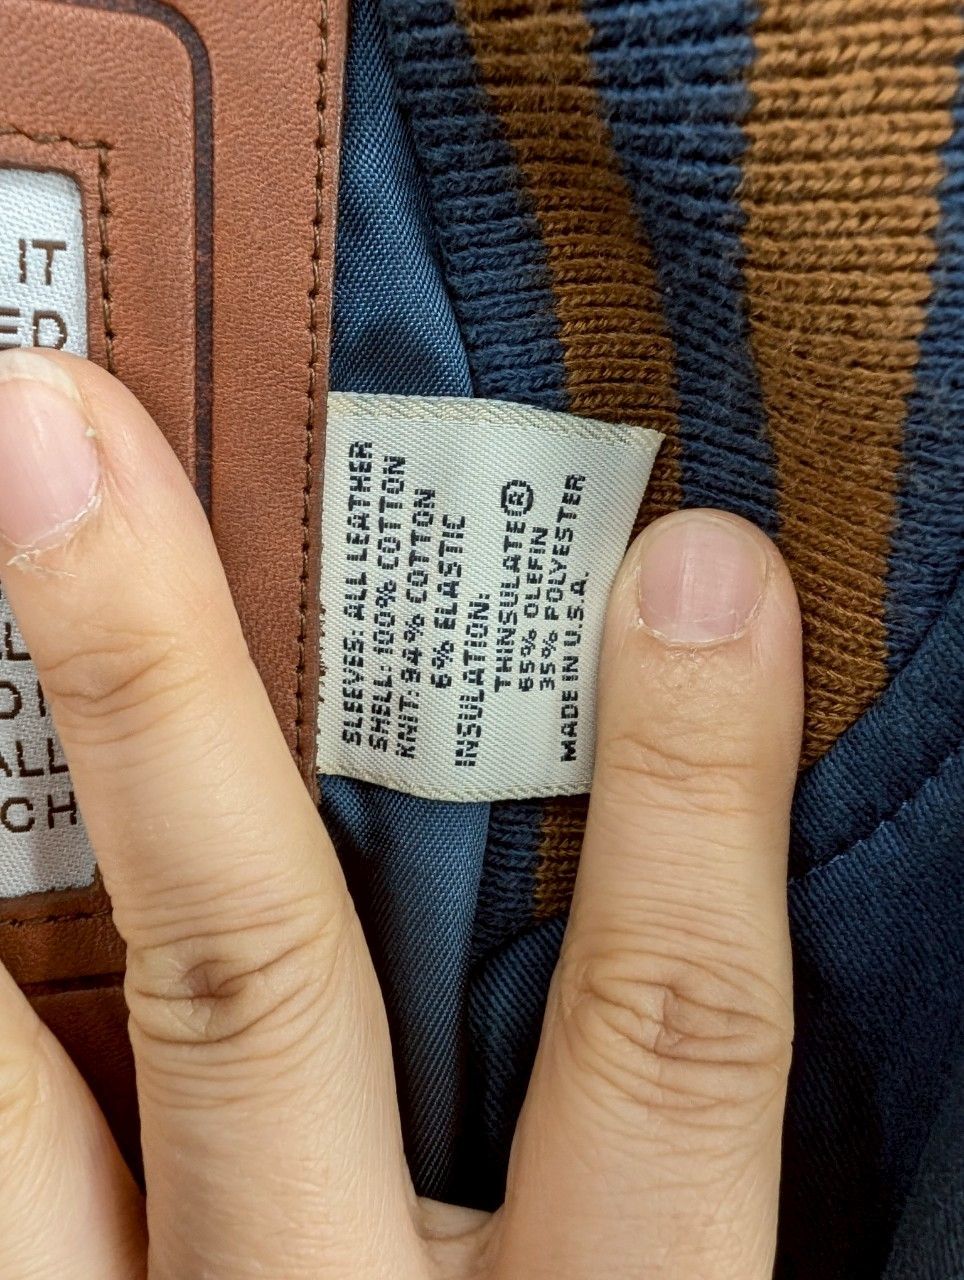 IT
ED
ALL
CH
SLEEVES: ALL LEATHER
SHELL: 100% COTTON
KNIT: 94% COTTON
6% ELASTIC
INSULATION:
THINSULATE®
65% OLEFIN
35% POLYESTER
MADE IN U.S.A.